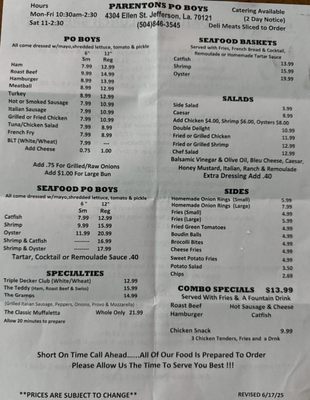 Hours
Mon-Fri 10:30am-2:30
Sat 11-2:30
PARENTONS PO BOYS
4304 Ellen St. Jefferson, La. 70121
(504)846-3545
Catering Available
(2 Day Notice)
Deli Meats Sliced to Order
PO BOYS
All come dressed w/mayo,shredded lettuce, tomato & pickle
6" 12"
Sm Reg
Ham 7.99 12.99
Roast Beef 9.99 14.99
Hamburger 8.99 13.99
Meatball 8.99 12.99
Turkey 8.99 12.99
Hot or Smoked Sausage 7.99 12.99
Italian Sausage 7.99 10.99
Grilled or Fried Chicken 7.99 12.99
Tuna/Chicken Salad 7.99 8.99
French Fry 7.99 8.99
BLT (White/Wheat) 7.99 ---
Add Cheese 0.75 1.00
Add .75 For Grilled/Raw Onions
Add $1.00 For Large Bun
SEAFOOD PO BOYS
All come dressed w/mayo,shredded lettuce, tomato & pickle
6" 12"
Sm Reg
Catfish 7.99 12.99
Shrimp 9.99 15.99
Oyster 11.99 20.99
Shrimp & Catfish -------- 16.99
Shrimp & Oyster -------- 17.99
Tartar, Cocktail or Remoulade Sauce .40
SPECIALTIES
Triple Decker Club (White/Wheat) 12.99
The Teddy (Ham, Roast Beef & Swiss) 15.99
The Gramps 14.99
(Grilled Italian Sausage, Peppers, Onions, Provo & Mozzarella)
The Classic Muffaletta Whole Only 21.99
Allow 20 minutes to prepare
SEAFOOD BASKETS
Served with Fries, French Bread & Cocktail,
Remoulade or Homemade Tartar Sauce
Catfish 13.99
Shrimp 15.99
Oyster 19.99
SALADS
Side Salad 3.99
Caesar 8.99
Add Chicken $4.00, Shrimp $6.00, Oysters $8.00
Double Delight 10.99
Fried or Grilled Chicken 11.99
Fried or Grilled Shrimp 12.99
Chef Salad 12.99
Balsamic Vinegar & Olive Oil, Bleu Cheese, Caesar,
Honey Mustard, Italian, Ranch & Remoulade
Extra Dressing Add .40
SIDES
Homemade Onion Rings (Small) 5.99
Homemade Onion Rings (Large) 7.99
Fries (Small) 4.99
Fries (Large) 5.99
Fried Green Tomatoes 4.99
Boudin Balls 4.99
Brocolli Bites 4.99
Cheese Fries 4.99
Sweet Potato Fries 4.99
Potato Salad 3.50
Chips 2.88
COMBO SPECIALS $13.99
Served With Fries & A Fountain Drink
Roast Beef Hot Sausage & Cheese
Hamburger Catfish
Chicken Snack 9.99
3 Chicken Tenders, Fries and a Drink
Short On Time Call Ahead.....All Of Our Food Is Prepared To Order
Please Allow Us The Time To Serve You Best !!!
**PRICES ARE SUBJECT TO CHANGE**
REVISED 6/17/25